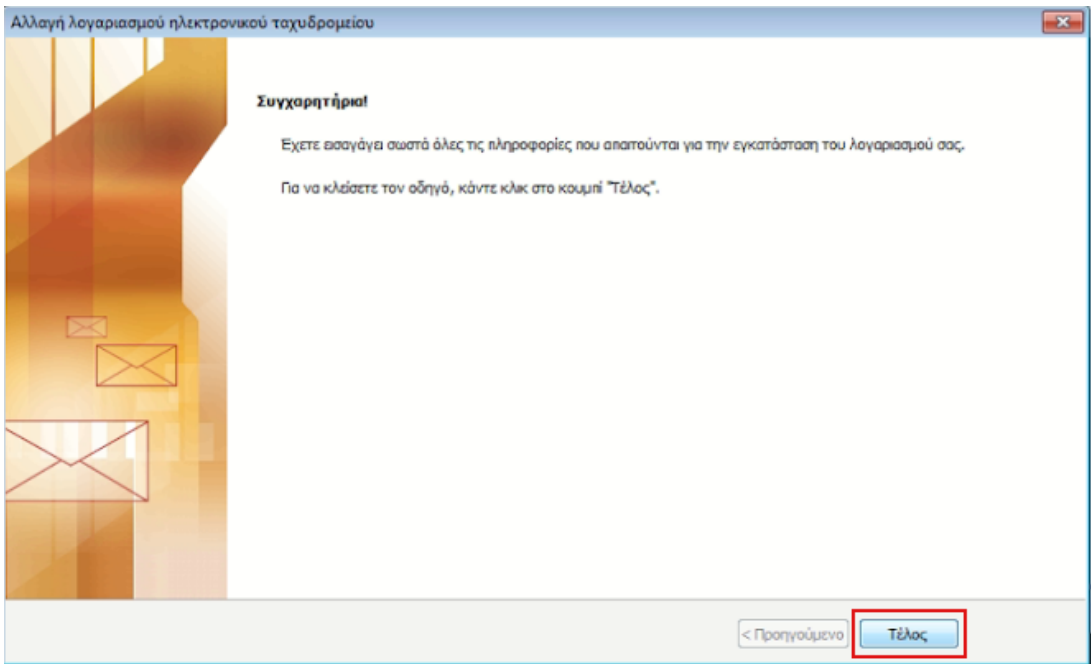 Αλλαγή λογαριασμού ηλεκτρονικού ταχυδρομείου
Συγχαρητήρια!
Έχετε εισαγάγει σωστά όλες τις πληροφορίες που απαιτούνται για την εγκατάσταση του λογαριασμού σας.
Για να κλείσετε τον οδηγό, κάντε κλικ στο κουμπί "Τέλος".
< Προηγούμενο
Τέλος